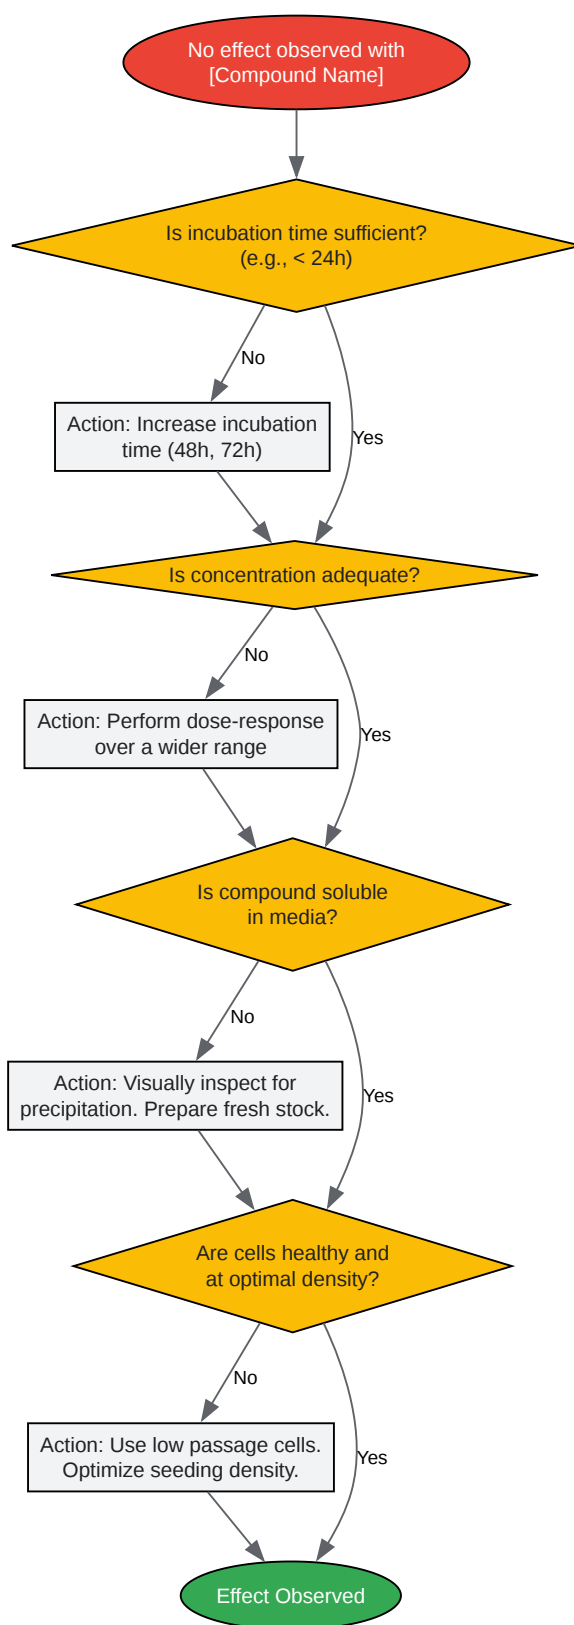 No effect observed with
[Compound Name]
Is incubation time sufficient?
(e.g., < 24h)
No
Action: Increase incubation
time (48h, 72h)
Yes
Is concentration adequate?
No
Action: Perform dose-response
over a wider range
Yes
Is compound soluble
in media?
No
Action: Visually inspect for
precipitation. Prepare fresh stock.
Yes
Are cells healthy and
at optimal density?
No
Action: Use low passage cells.
Optimize seeding density.
Yes
Effect Observed